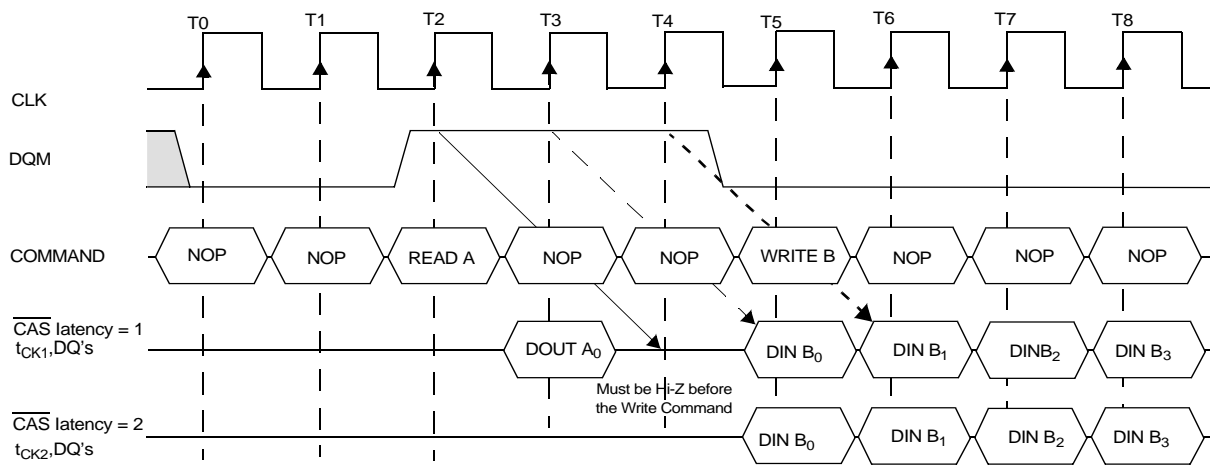 T0 T1 T2 T3 T4 T5 T6 T7 T8
CLK
DQM
COMMAND NOP NOP READ A NOP NOP WRITE B NOP NOP NOP
CAS latency = 1
tCK1,DQ's DOUT A0 DIN B0 DIN B1 DINB2 DIN B3
Must be Hi-Z before
the Write Command
CAS latency = 2
tCK2,DQ's DIN B0 DIN B1 DIN B2 DIN B3